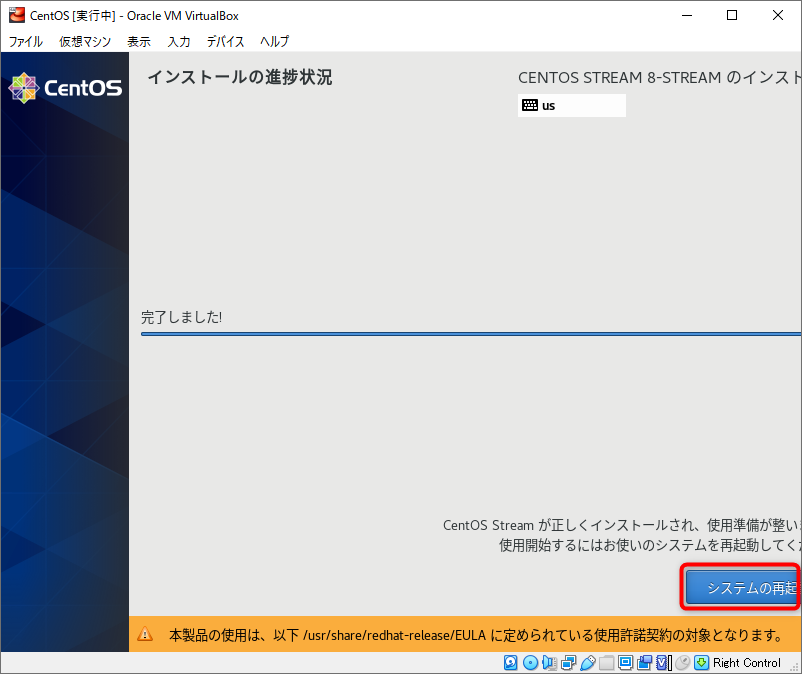 CentOS [実行中] - Oracle VM VirtualBox
ファイル 仮想マシン 表示 入力 デバイス ヘルプ
CentOS
インストールの進捗状況
CENTOS STREAM 8-STREAM のインスト
us
完了しました!
CentOS Stream が正しくインストールされ、使用準備が整い
使用開始するにはお使いのシステムを再起動してく
システムの再起
本製品の使用は、以下 /usr/share/redhat-release/EULA に定められている使用許諾契約の対象となります。
Right Control